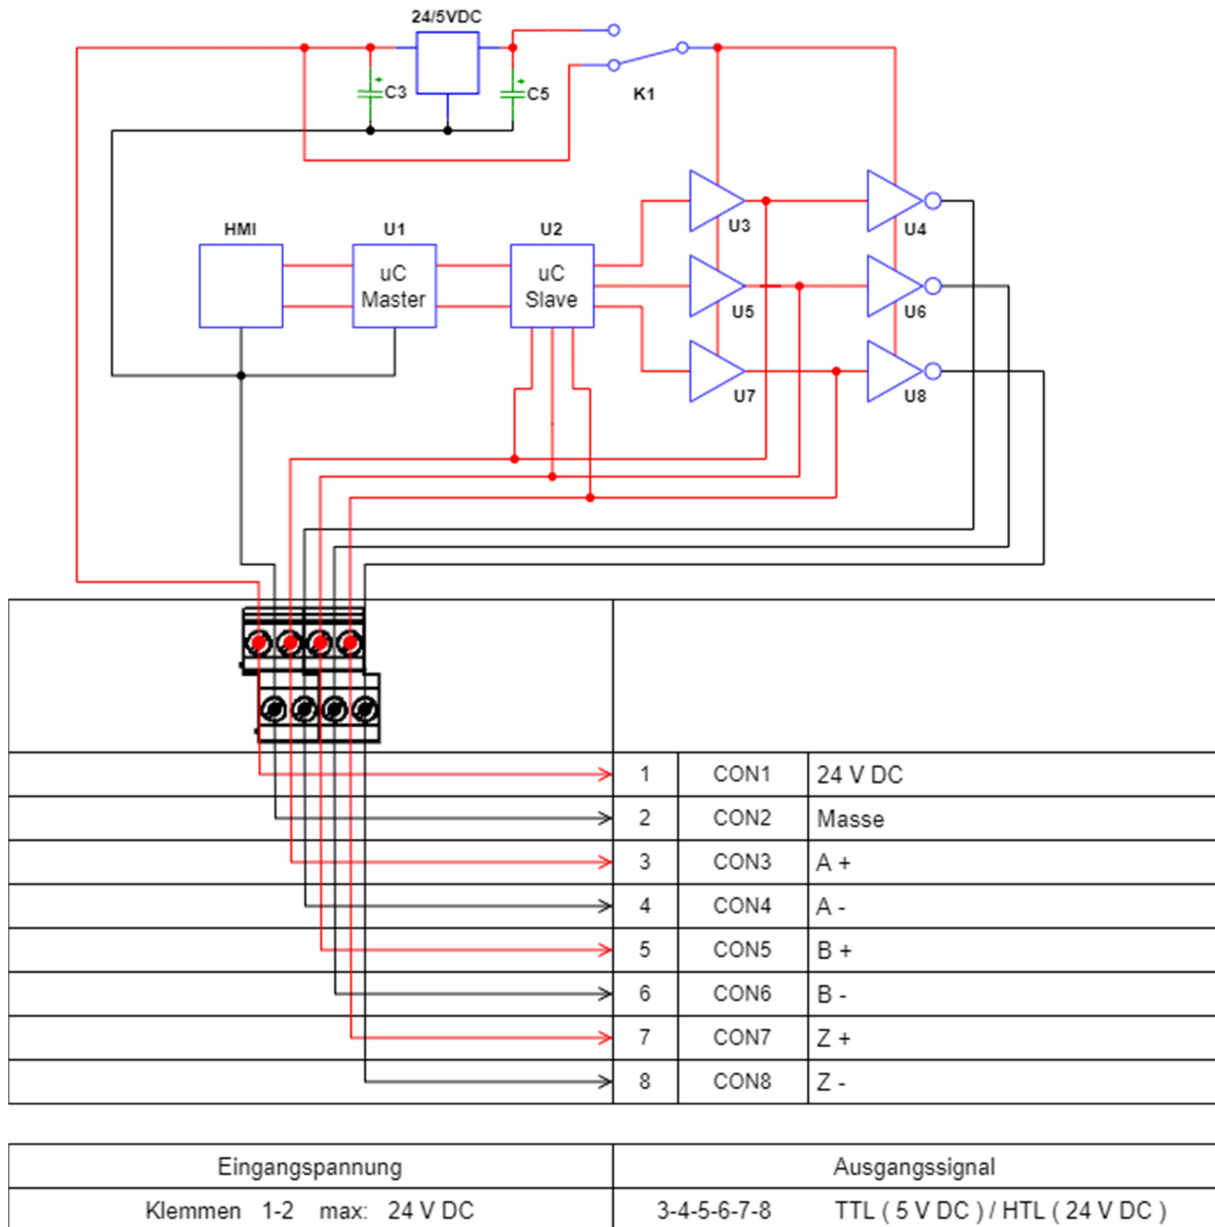 24/5VDC
C3
C5
K1
HMI
U1
U2
uC
Master
uC
Slave
U3
U4
U5
U6
U7
U8
1 CON1 24 V DC
2 CON2 Masse
3 CON3 A +
4 CON4 A -
5 CON5 B +
6 CON6 B -
7 CON7 Z +
8 CON8 Z -
Eingangspannung Ausgangssignal
Klemmen 1-2 max: 24 V DC 3-4-5-6-7-8 TTL ( 5 V DC ) / HTL ( 24 V DC )